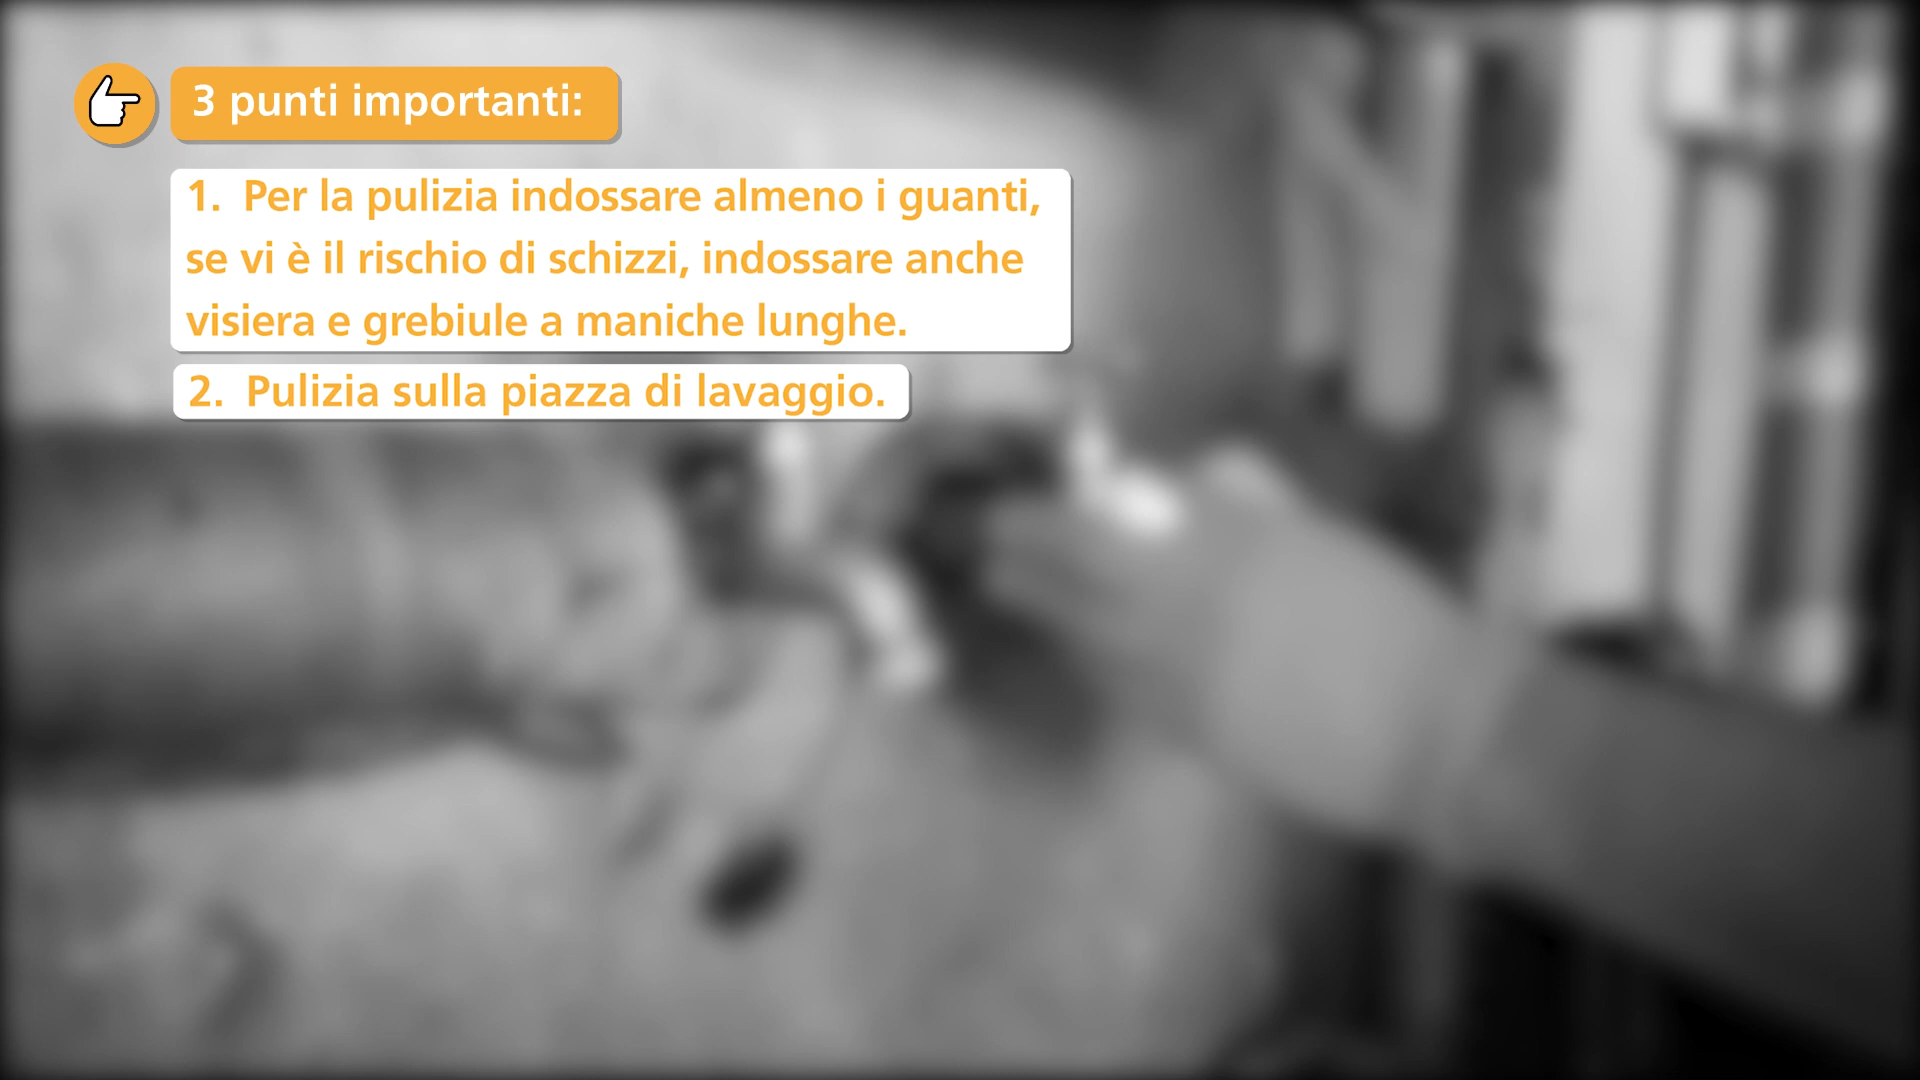 3 punti importanti:
1. Per la pulizia indossare almeno i guanti,
se vi è il rischio di schizzi, indossare anche
visiera e grebiule a maniche lunghe.
2. Pulizia sulla piazza di lavaggio.